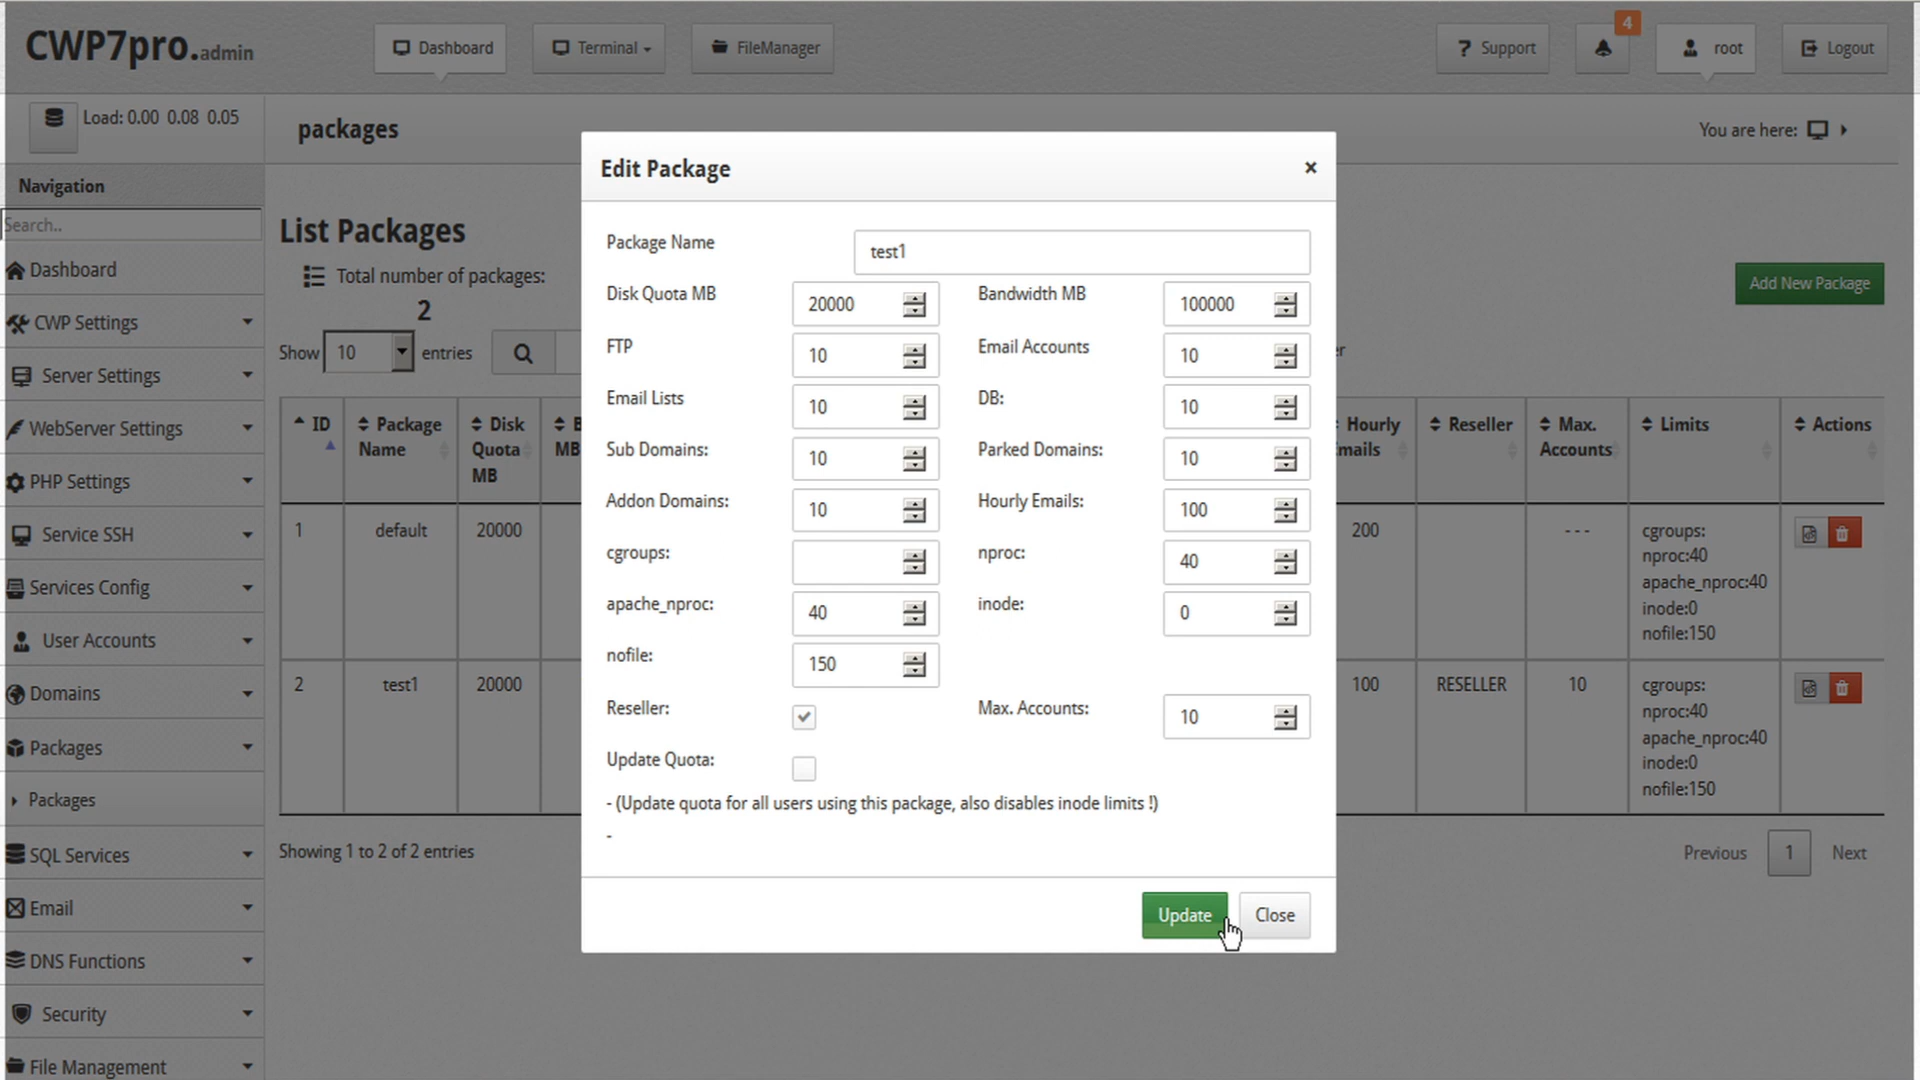 CWP7pro.admin
Dashboard
Terminal
FileManager
Support
4
root
Logout
Load: 0.00 0.08 0.05
packages
You are here:
Navigation
Search..
Dashboard
CWP Settings
Server Settings
WebServer Settings
PHP Settings
Service SSH
Services Config
User Accounts
Domains
Packages
Packages
SQL Services
Email
DNS Functions
Security
File Management
List Packages
Total number of packages:
2
Add New Package
Show 10 entries
ID
Package Name
Disk Quota MB
B
MB
Hourly
mails
Reseller
Max. Accounts
Limits
Actions
1
default
20000
200
- - -
cgroups:
nproc:40
apache_nproc:40
inode:0
nofile:150
2
test1
20000
100
RESELLER
10
cgroups:
nproc:40
apache_nproc:40
inode:0
nofile:150
Showing 1 to 2 of 2 entries
Previous 1 Next
Edit Package
×
Package Name test1
Disk Quota MB 20000 Bandwidth MB 100000
FTP 10 Email Accounts 10
Email Lists 10 DB: 10
Sub Domains: 10 Parked Domains: 10
Addon Domains: 10 Hourly Emails: 100
cgroups: nproc: 40
apache_nproc: 40 inode: 0
nofile: 150
Reseller: Max. Accounts: 10
Update Quota:
- (Update quota for all users using this package, also disables inode limits !)
-
Update Close